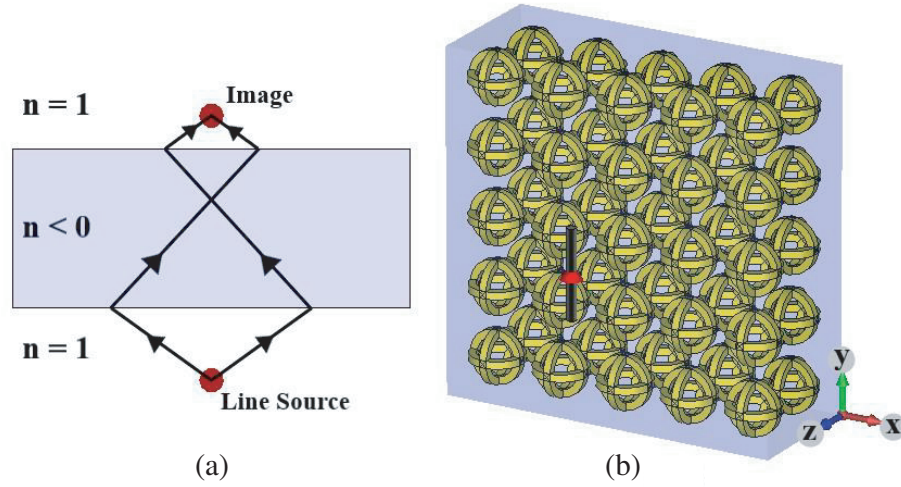 n = 1
Image
n < 0
n = 1
Line Source
(a)
y
z
x
(b)